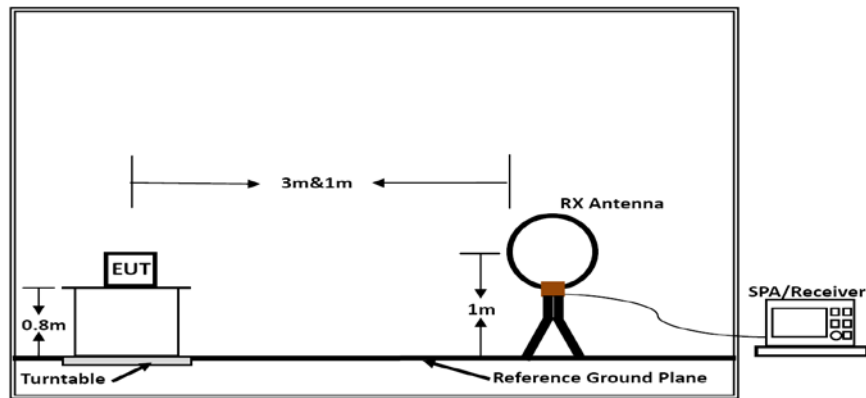 3m&1m
RX Antenna
EUT
SPA/Receiver
0.8m
1m
Turntable
Reference Ground Plane